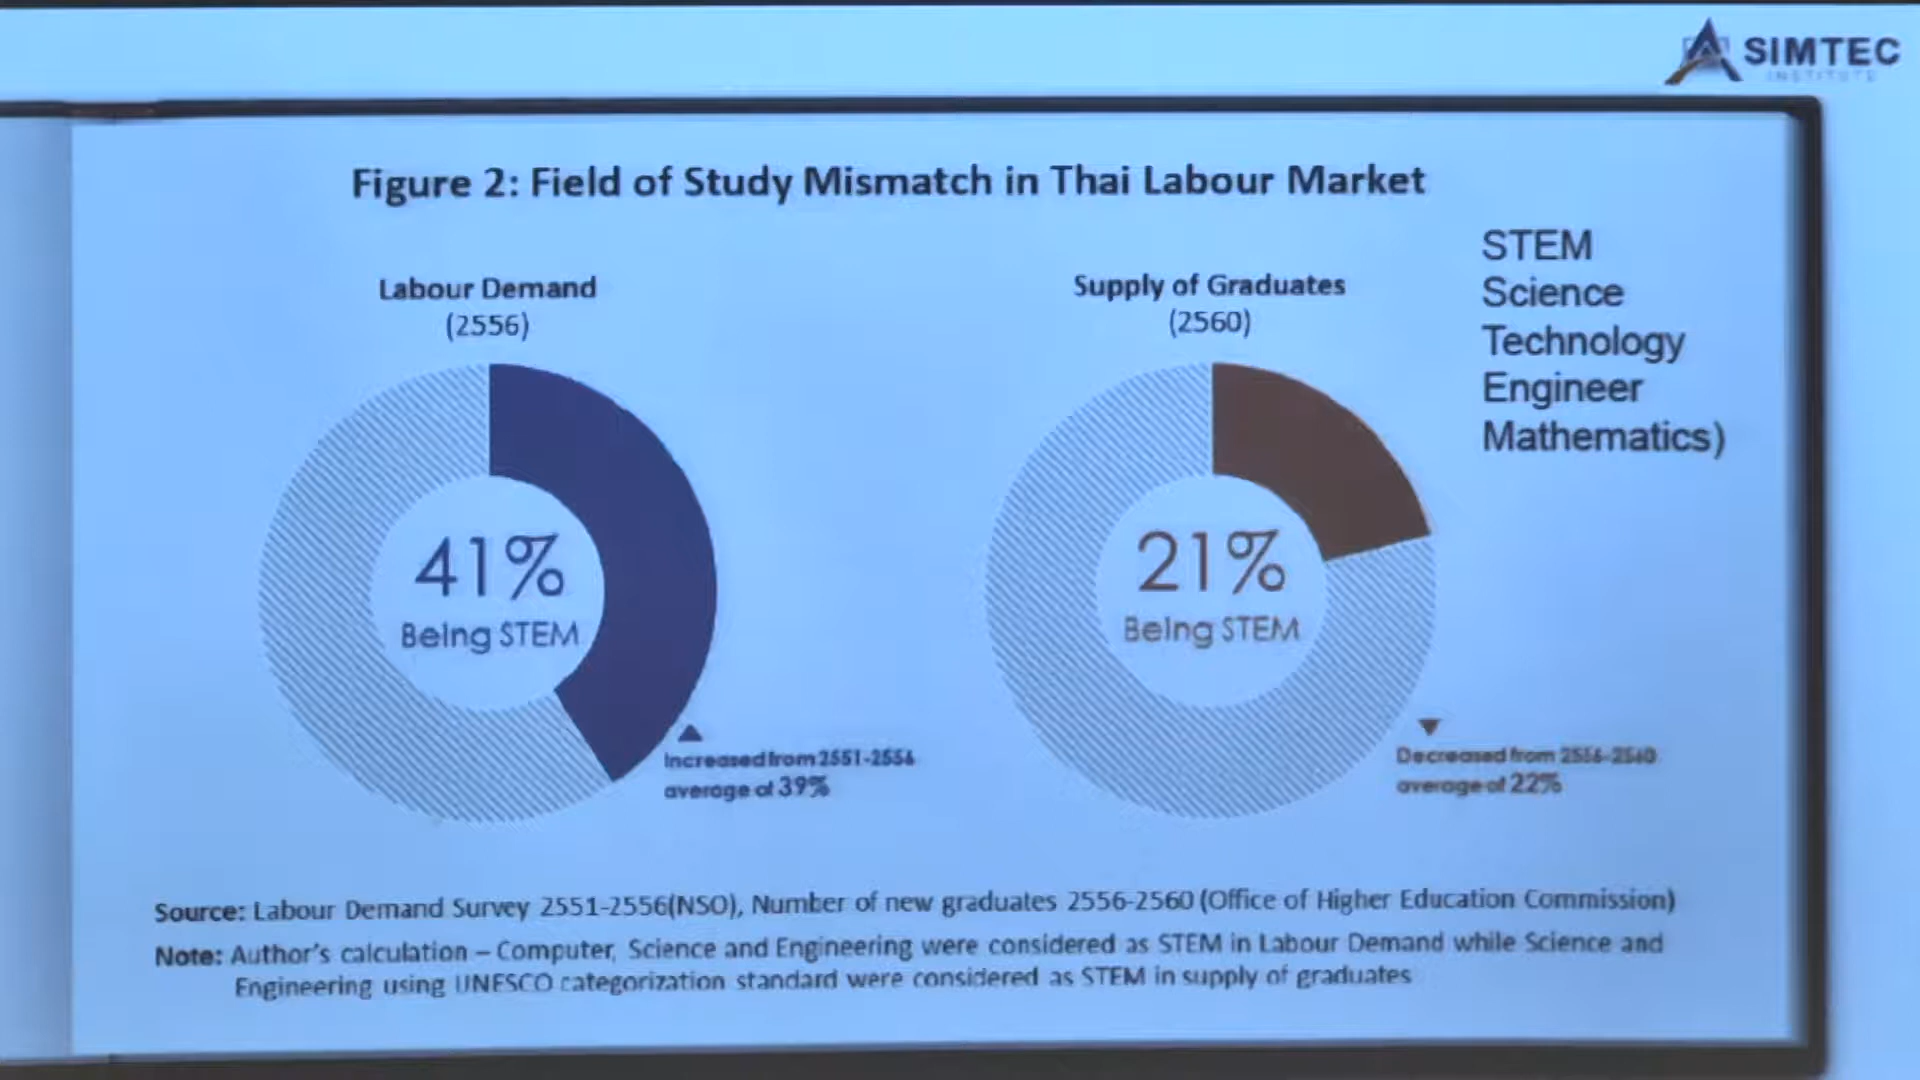 SIMTEC
INSTITUTE
Figure 2: Field of Study Mismatch in Thai Labour Market
STEM
Science
Technology
Engineer
Mathematics)
Labour Demand
(2556)
41%
Being STEM
Increased from 2551-2556
average at 39%
Supply of Graduates
(2560)
21%
Being STEM
Decreased from 2556-2560
average of 22%
Source: Labour Demand Survey 2551-2556(NSO), Number of new graduates 2556-2560 (Office of Higher Education Commission)
Note: Author's calculation – Computer, Science and Engineering were considered as STEM in Labour Demand while Science and
Engineering using UNESCO categorization standard were considered as STEM in supply of graduates